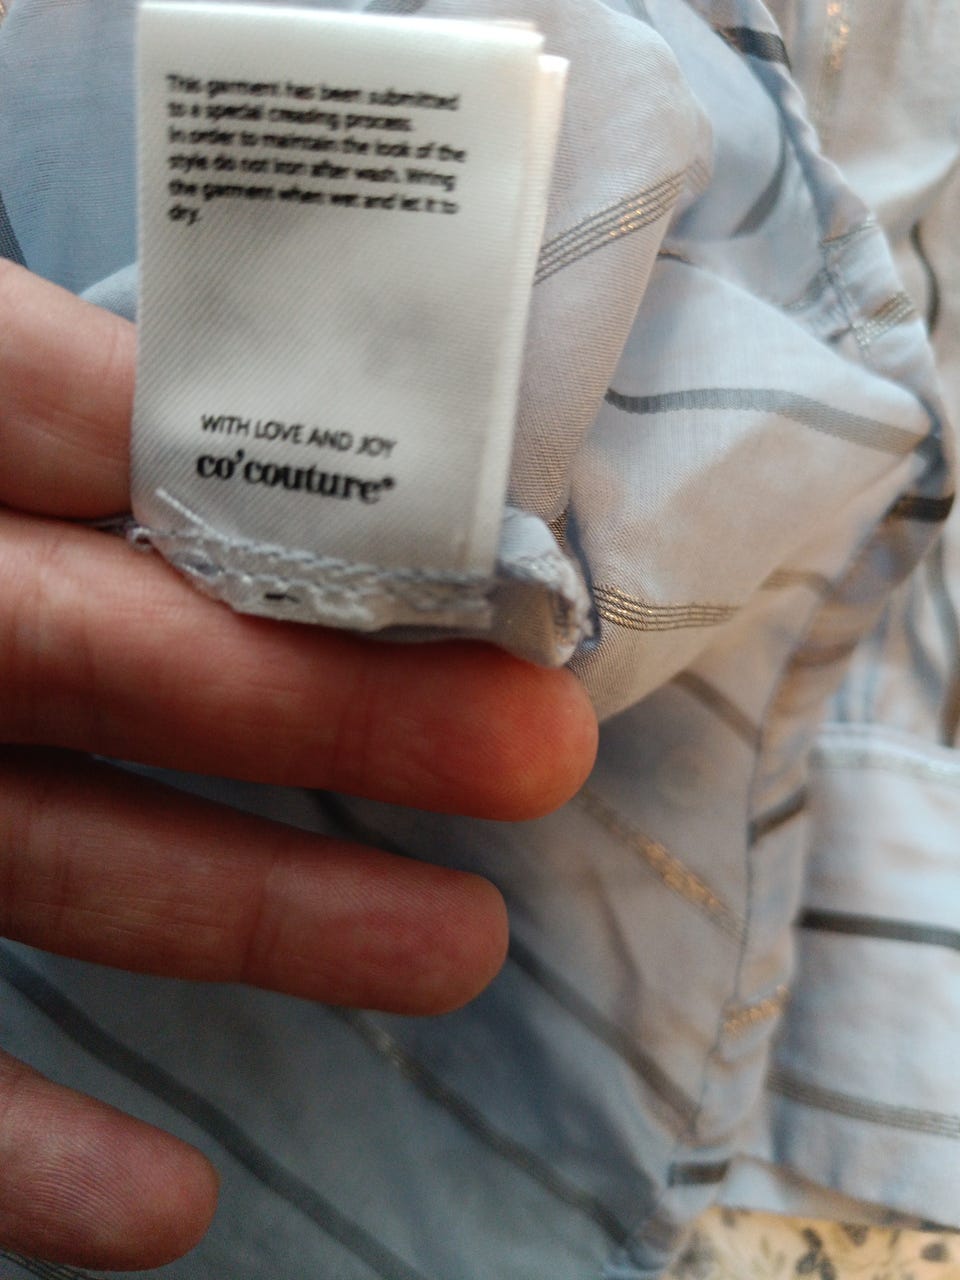 This garment has been submitted
to a special creasing process.
In order to maintain the look of the
style do not iron after wash. Wring
the garment when wet and let it to
dry.
WITH LOVE AND JOY
co'couture*